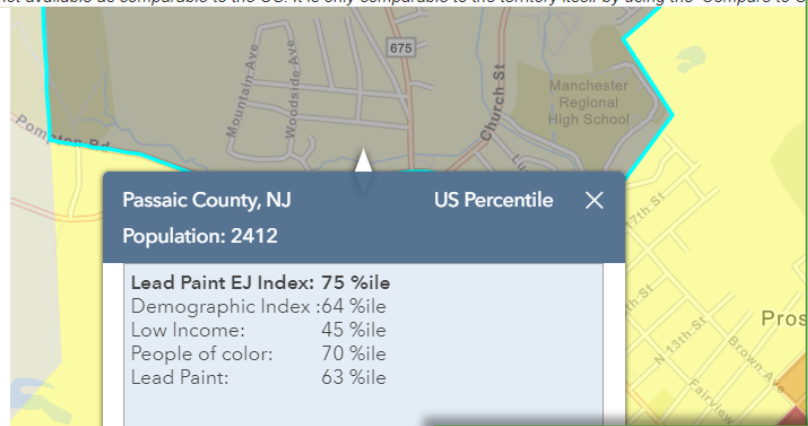 not available as comparable to the US. It is only comparable to the territory itself by using the 'Compare to
675
Mountain Ave
Woodside Ave
Church St
Manchester
Regional
High School
Pompton Rd
Passaic County, NJ US Percentile ×
Population: 2412
17th St
Lead Paint EJ Index: 75 %ile
Demographic Index :64 %ile
Low Income: 45 %ile
People of color: 70 %ile
Lead Paint: 63 %ile
Pros
N 13th St
Brown Ave
Fairview